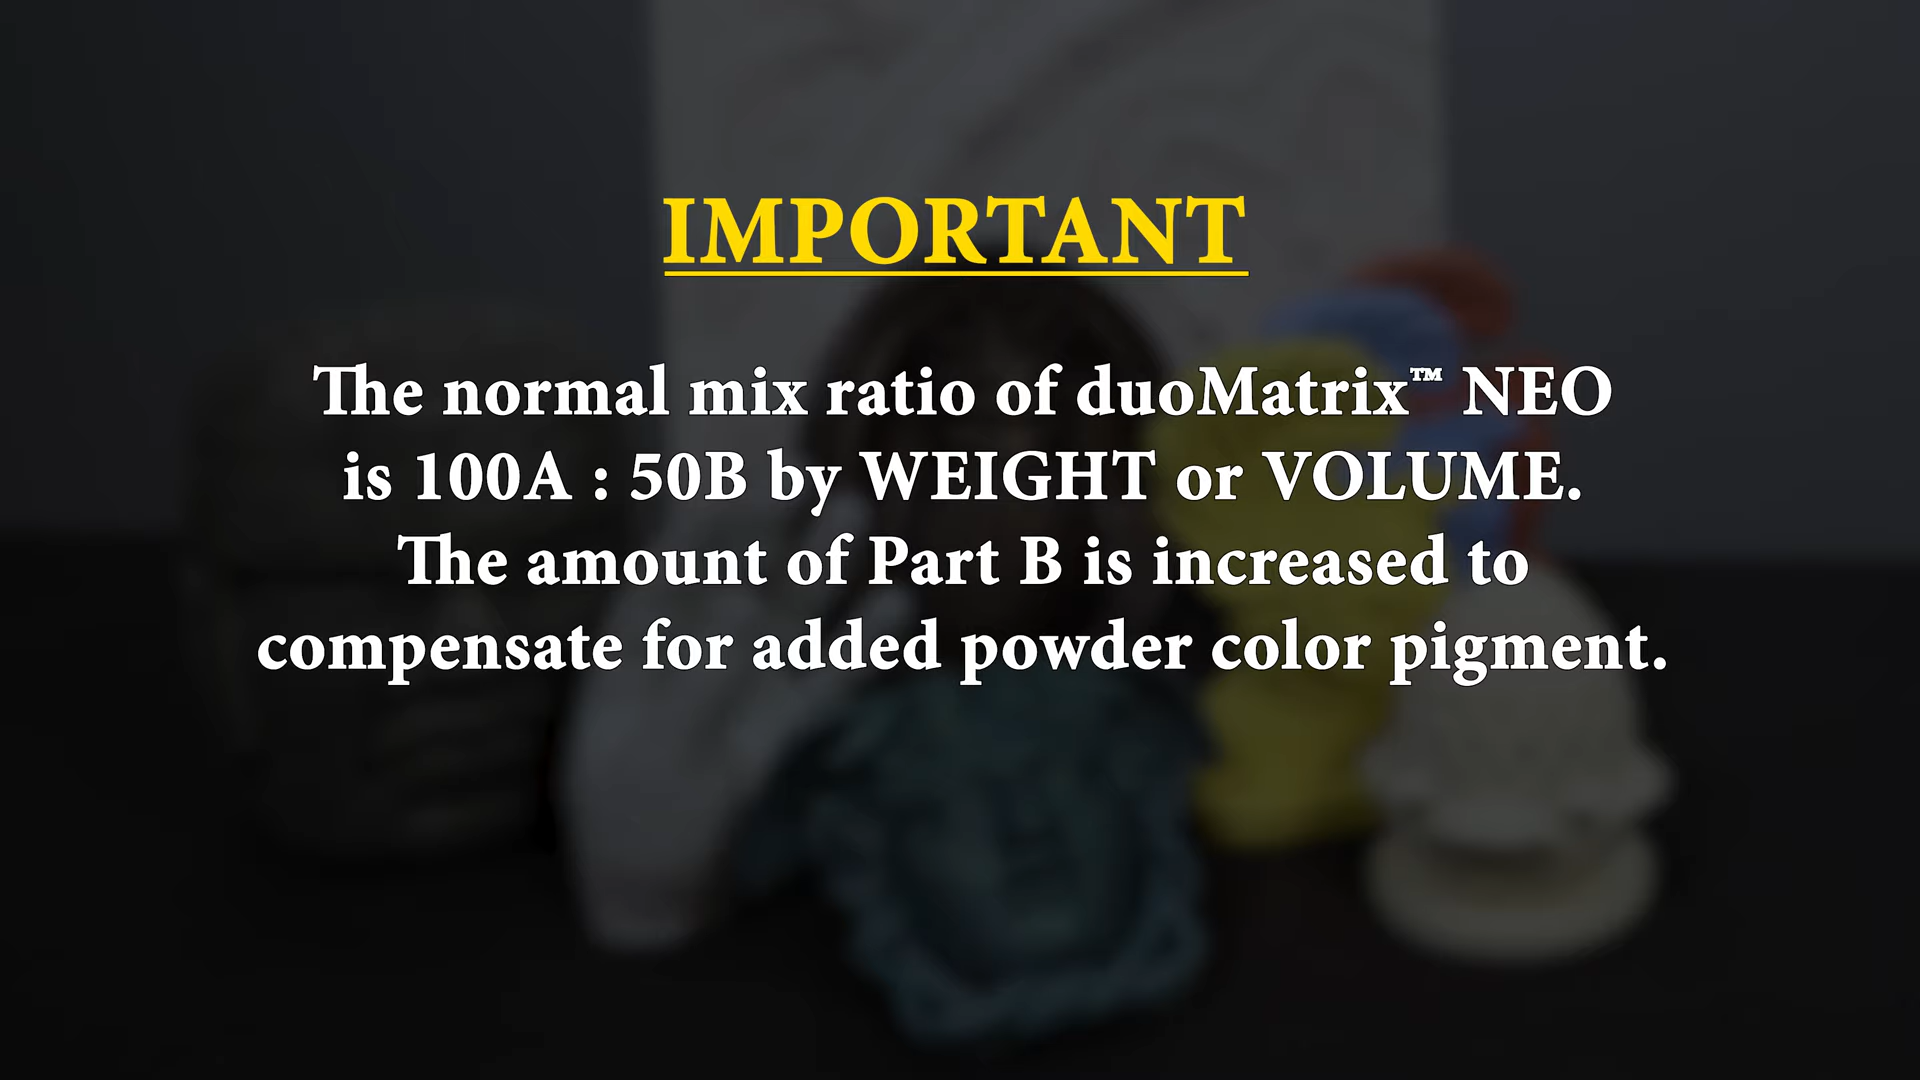 IMPORTANT
The normal mix ratio of duoMatrix™ NEO
is 100A : 50B by WEIGHT or VOLUME.
The amount of Part B is increased to
compensate for added powder color pigment.